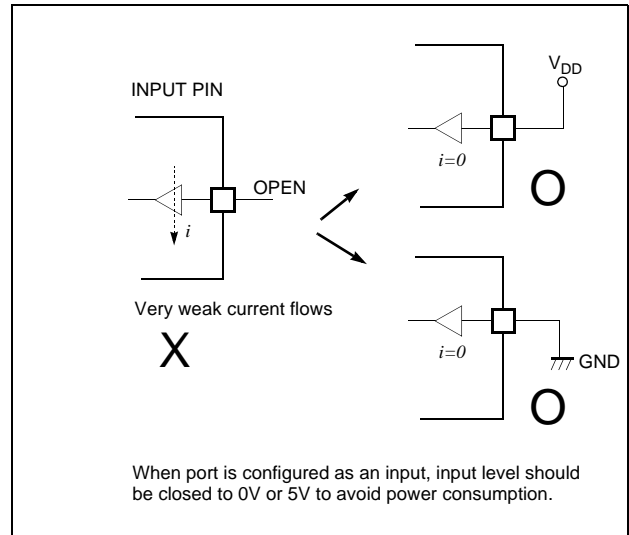 INPUT PIN
OPEN
i
Very weak current flows
X
VDD
i=0
O
i=0
GND
O
When port is configured as an input, input level should
be closed to 0V or 5V to avoid power consumption.